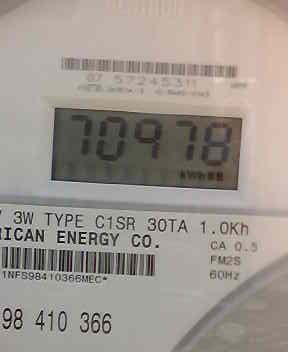 07 57245311
70978
kWh
3W TYPE C1SR 30TA 1.0Kh
RICAN ENERGY CO.
CA 0.5
FM2S
1NFS98410366MEC*
60Hz
98 410 366